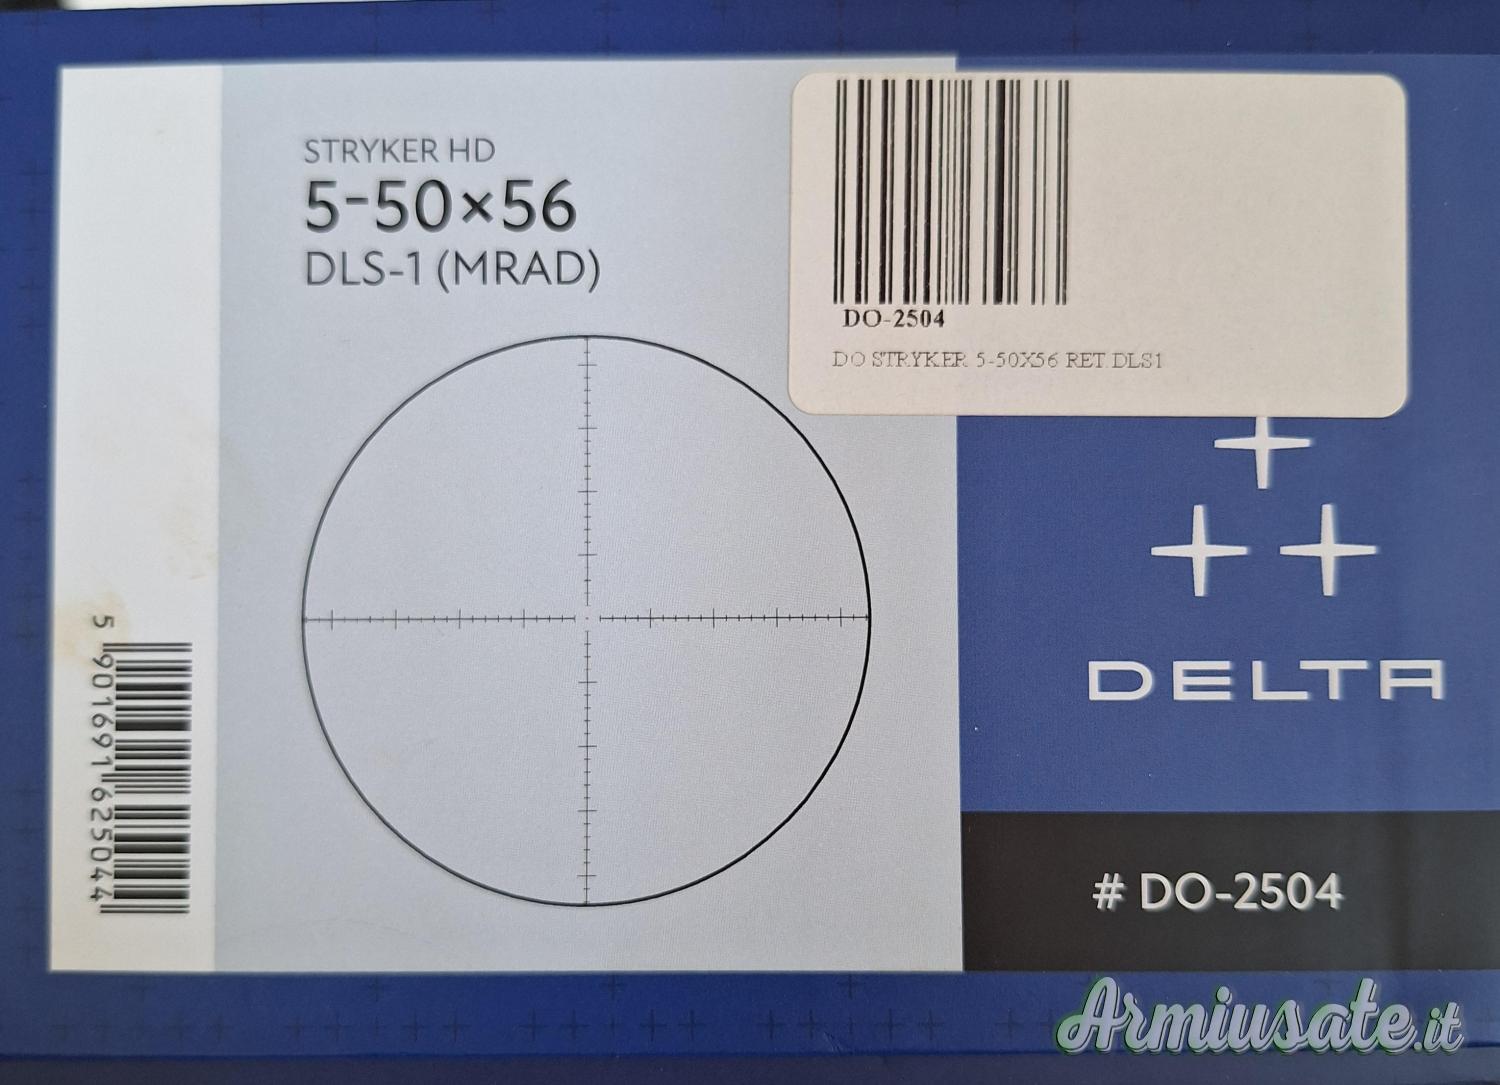 STRYKER HD
5-50×56
DLS-1 (MRAD)
DO-2504
DO STRYKER 5-50X56 RET.DLS1
DELTA
# DO-2504
5 901691 625044
Armiusate.it